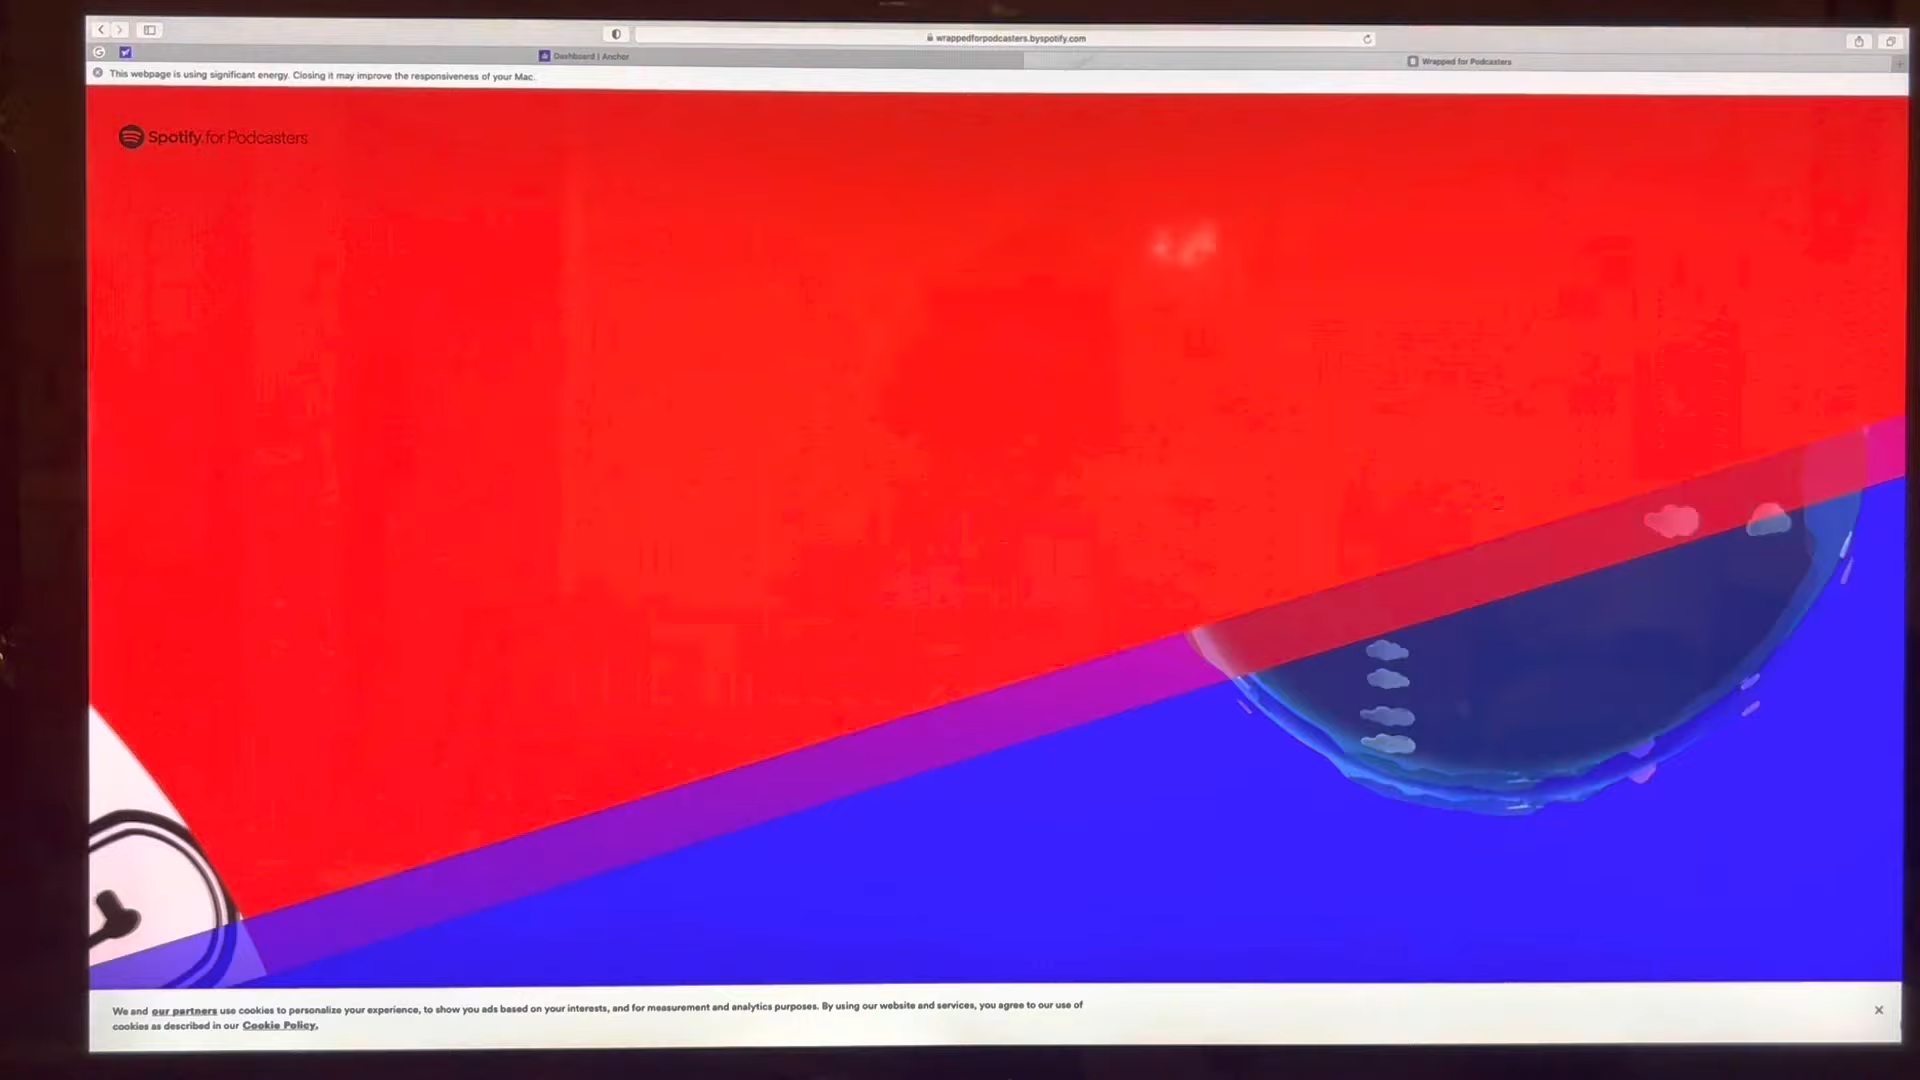 wrappedforpodcasters.byspotify.com
Dashboard | Anchor
Wrapped for Podcasters
This webpage is using significant energy. Closing it may improve the responsiveness of your Mac.
Spotify for Podcasters
We and our partners use cookies to personalize your experience, to show you ads based on your interests, and for measurement and analytics purposes. By using our website and services, you agree to our use of
cookies as described in our Cookie Policy.